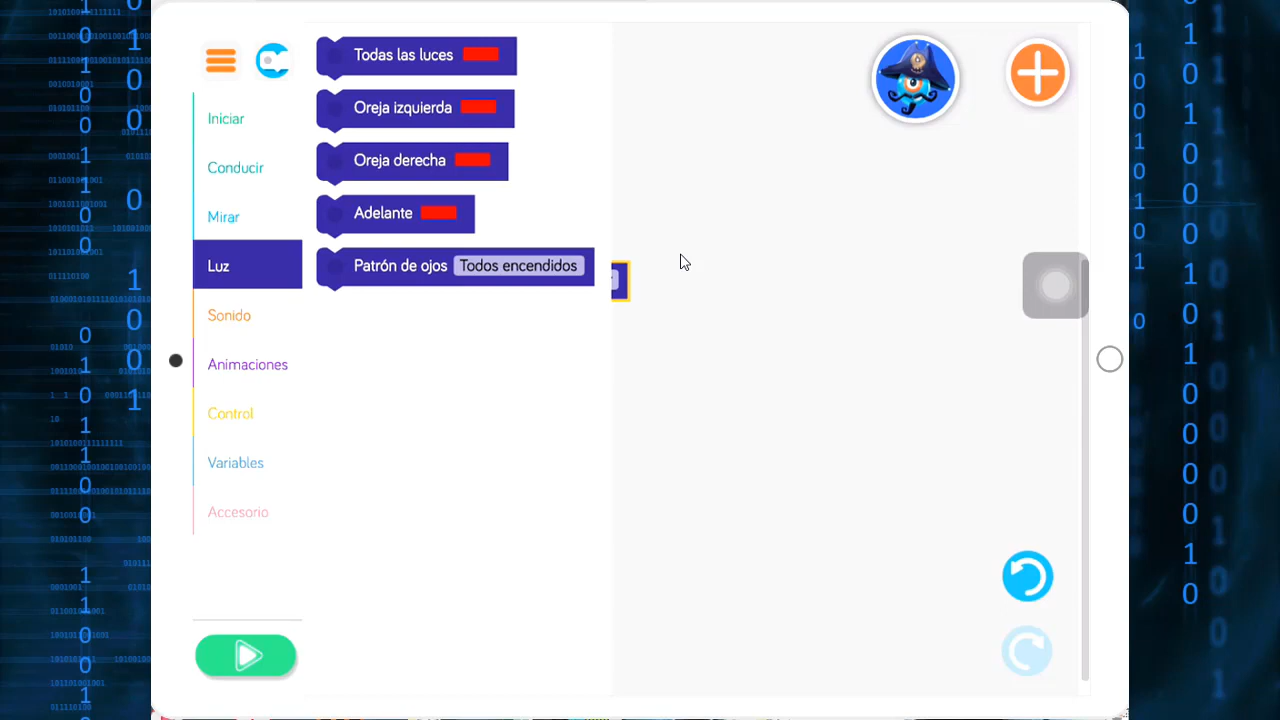 Todas las luces
Oreja izquierda
Oreja derecha
Adelante
Patrón de ojos Todos encendidos
Iniciar
Conducir
Mirar
Luz
Sonido
Animaciones
Control
Variables
Accesorio